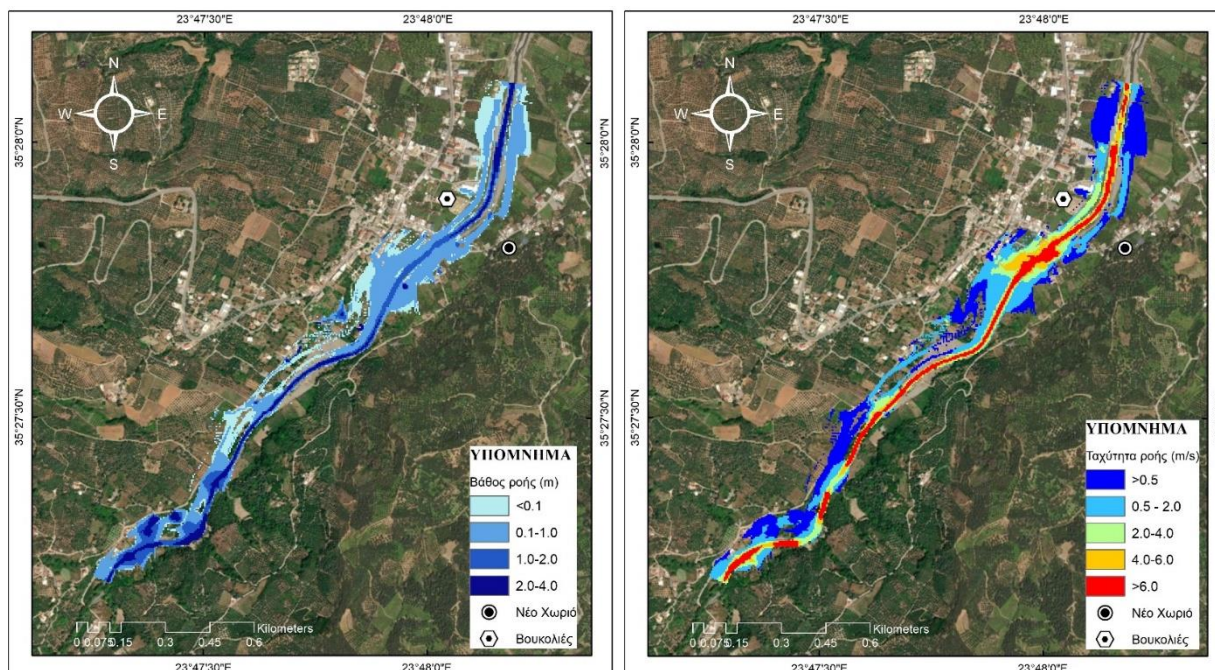 23°47'30"E 23°48'0"E
N
W E
S
35°28'0"N
35°27'30"N
ΥΠΟΜΝΗΜΑ
Βάθος ροής (m)
<0.1
0.1-1.0
1.0-2.0
2.0-4.0
Νέο Χωριό
Βουκολιές
Kilometers
0 0.075 0.15 0.3 0.45 0.6
23°47'30"E 23°48'0"E
23°47'30"E 23°48'0"E
N
W E
S
35°28'0"N
35°27'30"N
ΥΠΟΜΝΗΜΑ
Ταχύτητα ροής (m/s)
>0.5
0.5 - 2.0
2.0-4.0
4.0-6.0
>6.0
Νέο Χωριό
Βουκολιές
Kilometers
0 0.075 0.15 0.3 0.45 0.6
23°47'30"E 23°48'0"E